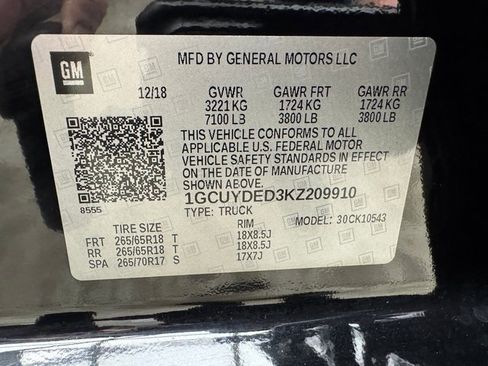 GM
MFD BY GENERAL MOTORS LLC
12/18 GVWR GAWR FRT GAWR RR
3221 KG 1724 KG 1724 KG
7100 LB 3800 LB 3800 LB
THIS VEHICLE CONFORMS TO ALL
APPLICABLE U.S. FEDERAL MOTOR
VEHICLE SAFETY STANDARDS IN EFFECT
ON THE DATE OF MANUFACTURE
SHOWN ABOVE.
8555
1GCUYDED3KZ209910
TYPE: TRUCK MODEL: 30CK10543
TIRE SIZE RIM
FRT 265/65R18 T 18X8.5J
RR 265/65R18 T 18X8.5J
SPA 265/70R17 S 17X7J